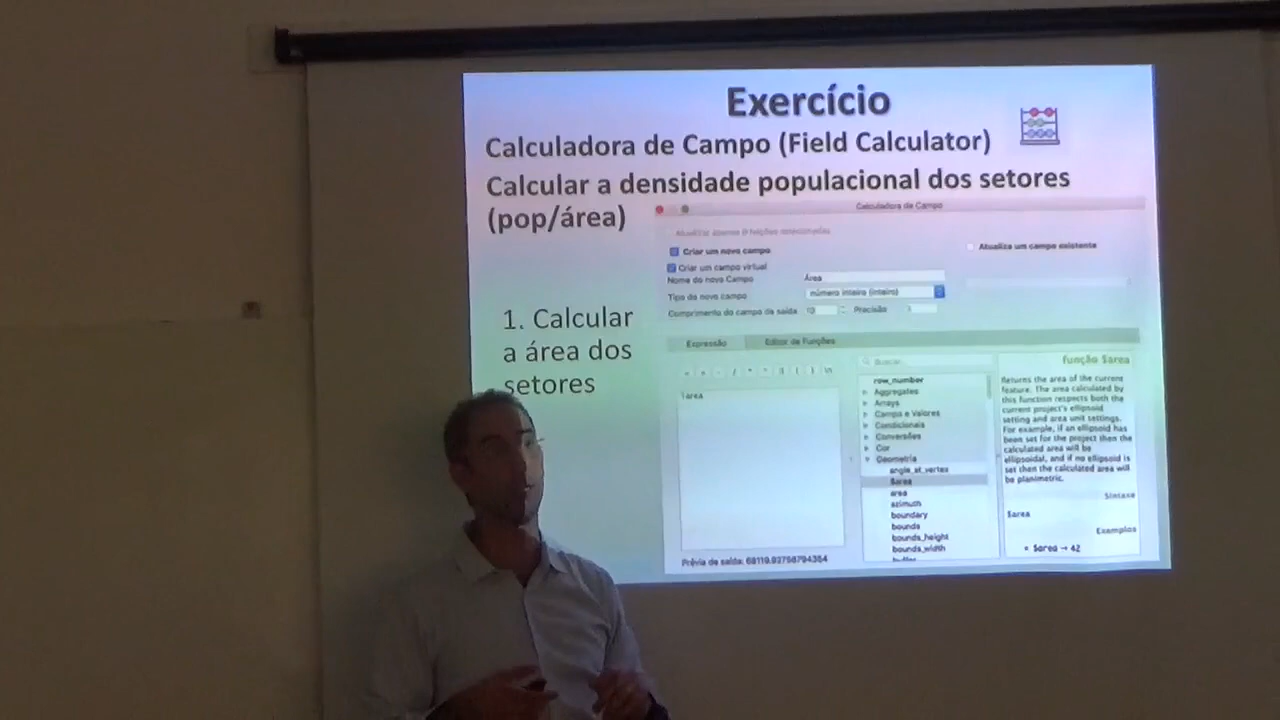 Exercício
Calculadora de Campo (Field Calculator)
Calcular a densidade populacional dos setores
(pop/área)
1. Calcular
a área dos
setores
Calculadora de Campo
Criar um novo campo
Atualiza um campo existente
Criar um campo virtual
Nome do novo Campo
Área
Tipo do novo campo
número inteiro (inteiro)
Comprimento do campo da saída
10
Precisão
Expressão
Editor de Funções
Buscar...
row_number
Aggregates
Arrays
Campos e Valores
Condicionais
Conversões
Cor
Geometria
angle_at_vertex
$area
area
azimuth
boundary
bounds
bounds_height
bounds_width
função $area
Returns the area of the current
feature. The area calculated by
this function respects both the
current project's ellipsoid
setting and area unit settings.
For example, if an ellipsoid has
been set for the project then the
calculated area will be
ellipsoidal, and if no ellipsoid is
set then the calculated area will
be planimetric.
Sintaxe
$area
Exemplos
• $area → 42
Prévia da saída: